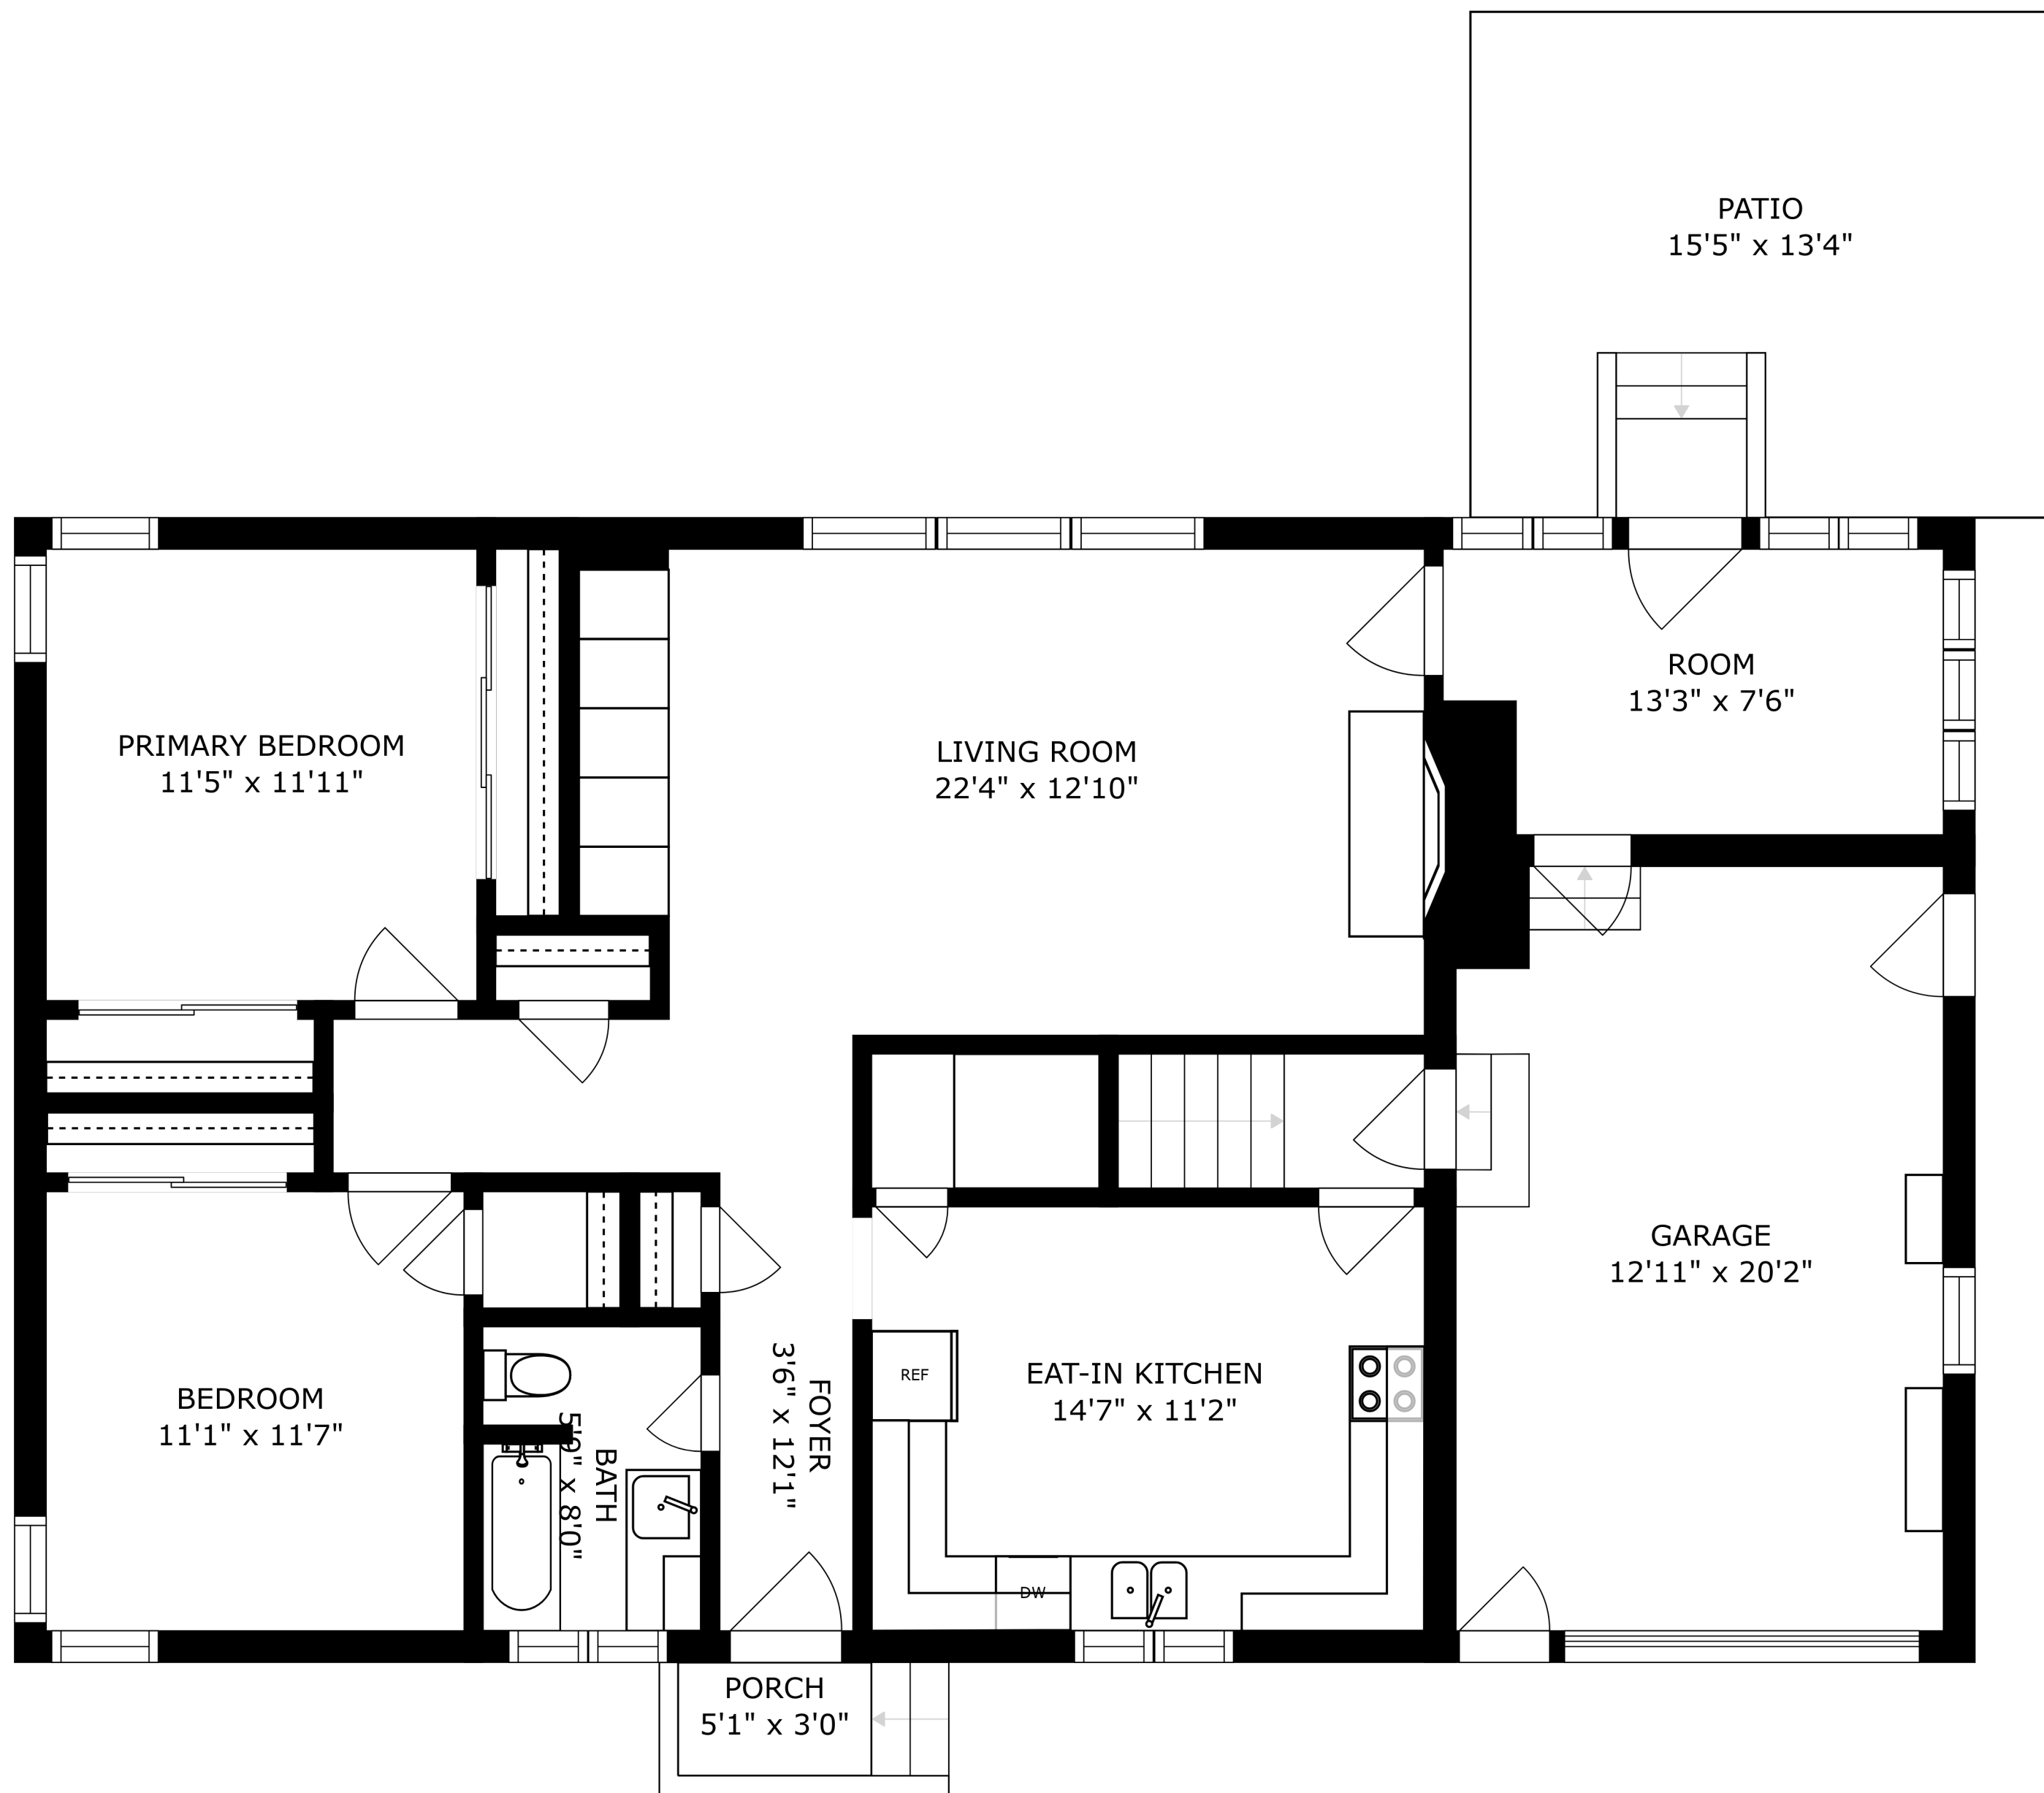 PATIO
15'5" x 13'4"
ROOM
13'3" x 7'6"
PRIMARY BEDROOM
11'5" x 11'11"
LIVING ROOM
22'4" x 12'10"
GARAGE
12'11" x 20'2"
BEDROOM
11'1" x 11'7"
BATH
5'9" x 8'0"
FOYER
3'6" x 12'1"
REF
EAT-IN KITCHEN
14'7" x 11'2"
DW
PORCH
5'1" x 3'0"